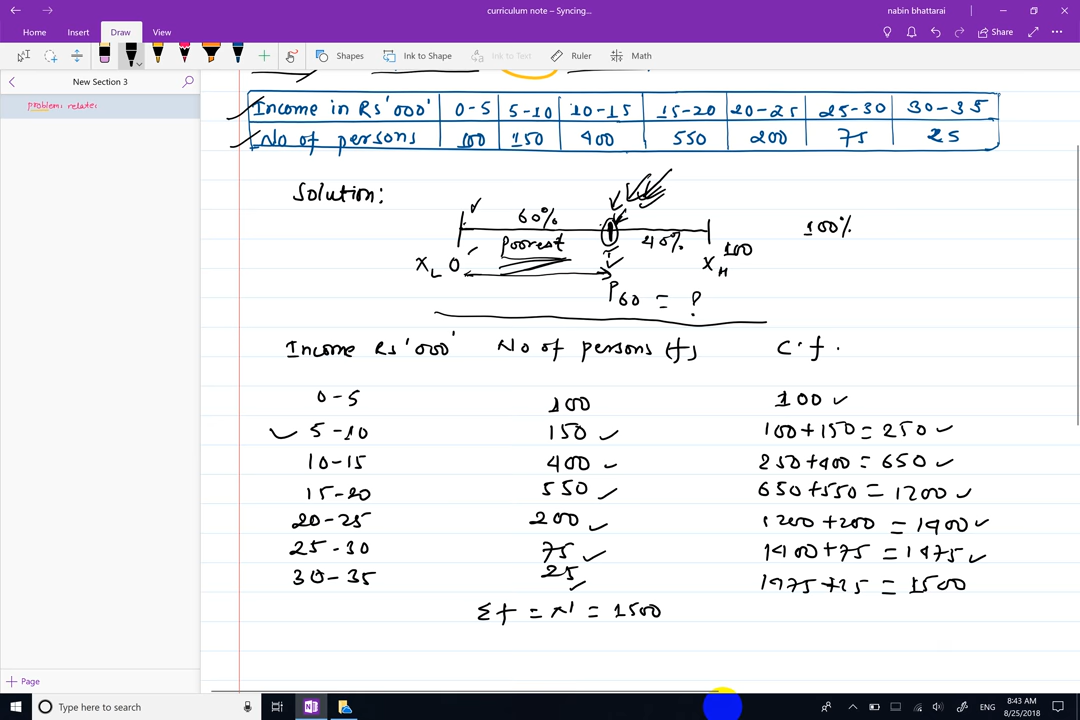 curriculum note – Syncing...
nabin bhattarai
Home Insert Draw View
Share
Shapes Ink to Shape Ink to Text Ruler Math
New Section 3
problems related
Income in Rs '000' 0-5 5-10 10-15 15-20 20-25 25-30 30-35
No of persons 100 150 400 550 200 75 25
Solution:
60% 40% 100%
poorest
X_L 0 X_H 100
P60 = ?
Income Rs '000' No of persons (f) C.f.
0-5 100 100
5-10 150 100+150=250
10-15 400 250+400=650
15-20 550 650+550=1200
20-25 200 1200+200=1400
25-30 75 1400+75=1475
30-35 25 1475+25=1500
Σf = N = 1500
+ Page
Type here to search
ENG
8:43 AM
8/25/2018